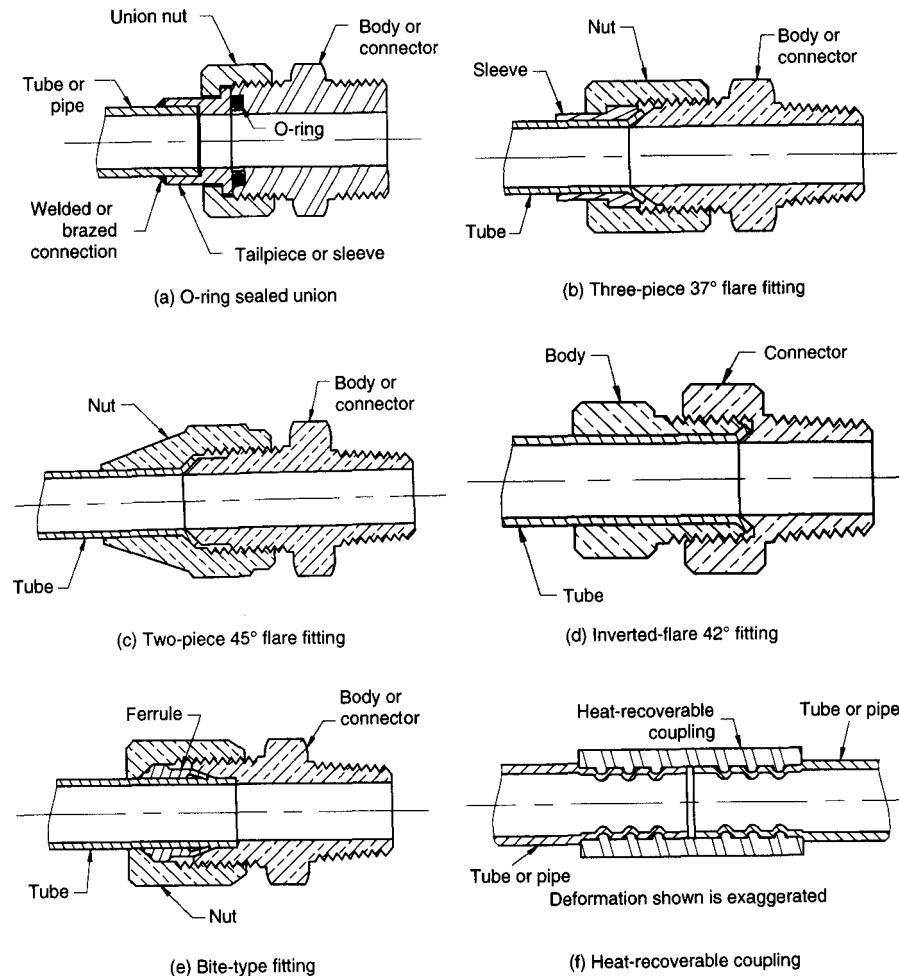 Union nut
Body or
connector
Tube or
pipe
O-ring
Welded or
brazed
connection
Tailpiece or sleeve
(a) O-ring sealed union
Nut
Body or
connector
Sleeve
Tube
(b) Three-piece 37° flare fitting
Nut
Body or
connector
Tube
(c) Two-piece 45° flare fitting
Body
Connector
Tube
(d) Inverted-flare 42° fitting
Ferrule
Body or
connector
Tube
Nut
(e) Bite-type fitting
Heat-recoverable
coupling
Tube or pipe
Tube or pipe
Deformation shown is exaggerated
(f) Heat-recoverable coupling